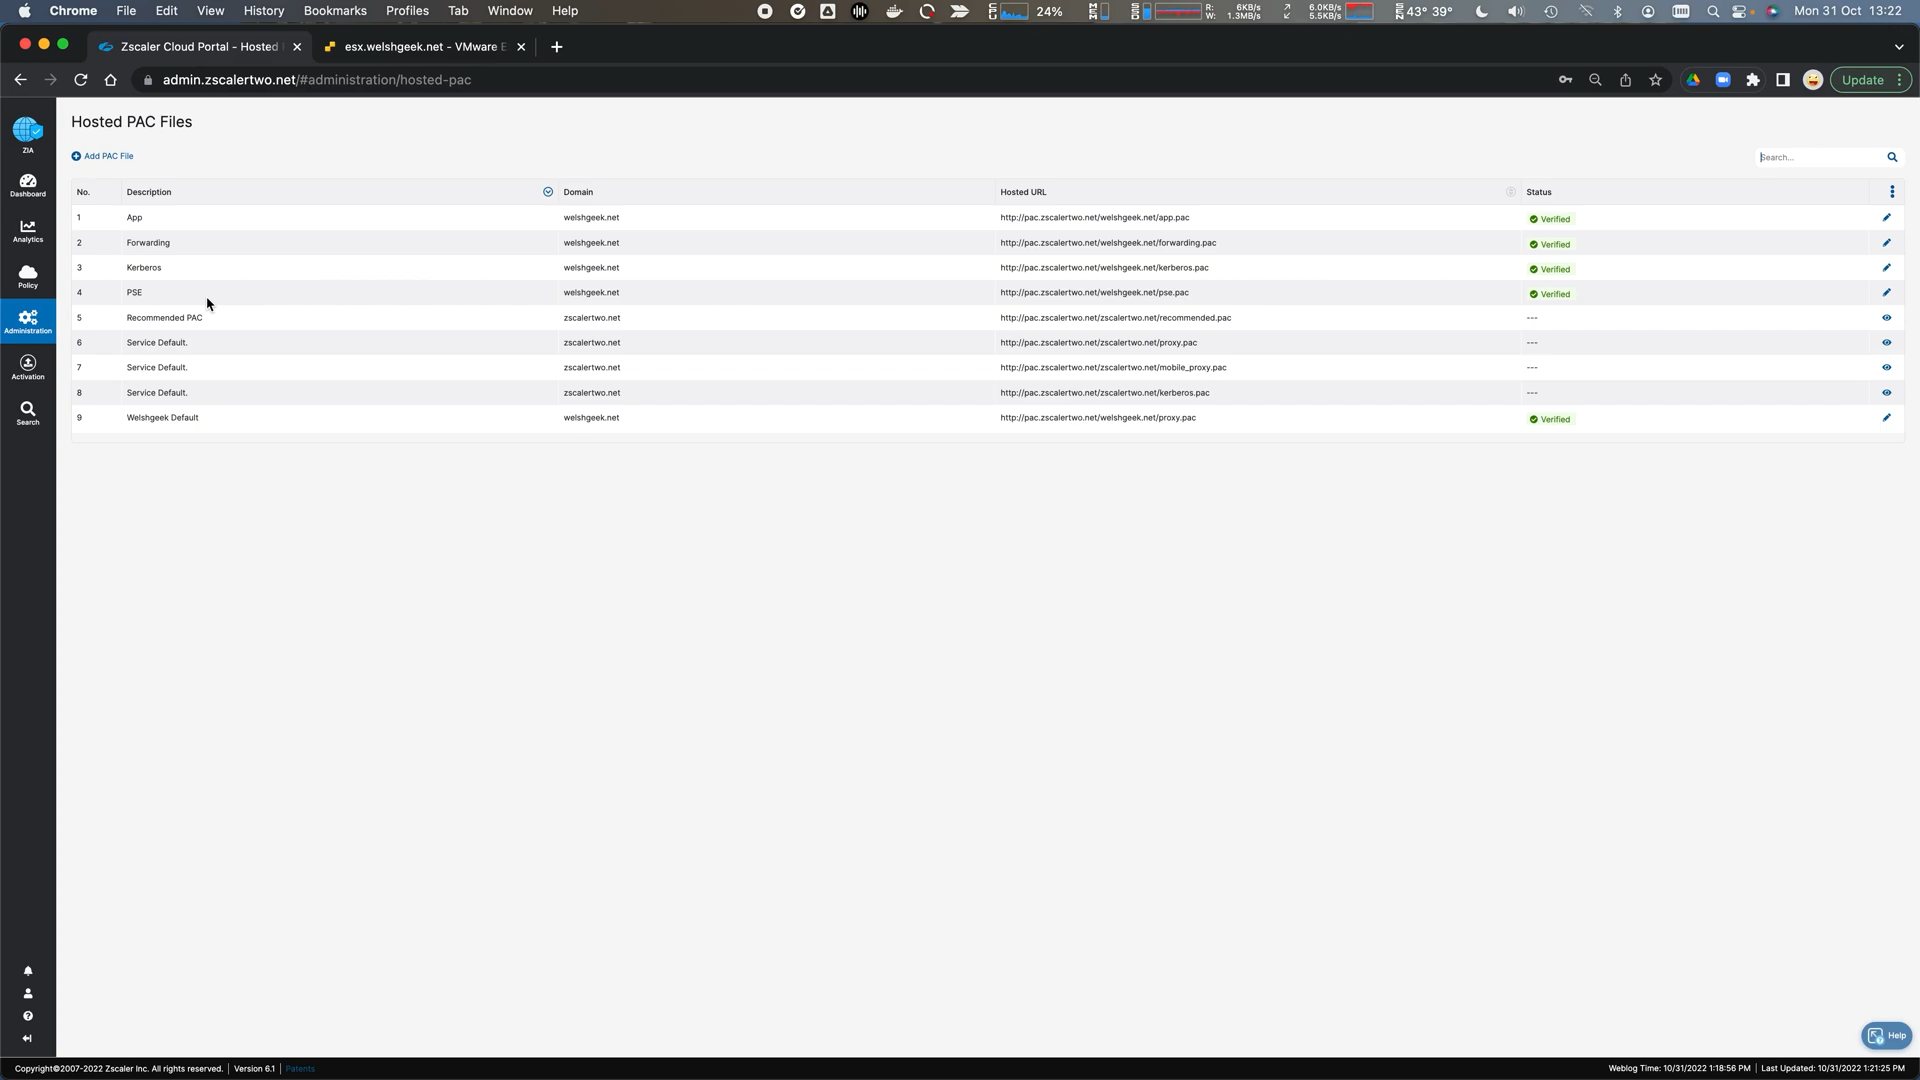 Chrome File Edit View History Bookmarks Profiles Tab Window Help 24% R: 6KB/s 6.0KB/s 43° 39° Mon 31 Oct 13:22
W: 1.3MB/s 5.5KB/s
Zscaler Cloud Portal - Hosted esx.welshgeek.net - VMware E
admin.zscalertwo.net/#administration/hosted-pac Update
ZIA
Dashboard
Analytics
Policy
Administration
Activation
Search
Hosted PAC Files
Add PAC File Search...
No. Description Domain Hosted URL Status
1 App welshgeek.net http://pac.zscalertwo.net/welshgeek.net/app.pac Verified
2 Forwarding welshgeek.net http://pac.zscalertwo.net/welshgeek.net/forwarding.pac Verified
3 Kerberos welshgeek.net http://pac.zscalertwo.net/welshgeek.net/kerberos.pac Verified
4 PSE welshgeek.net http://pac.zscalertwo.net/welshgeek.net/pse.pac Verified
5 Recommended PAC zscalertwo.net http://pac.zscalertwo.net/zscalertwo.net/recommended.pac ---
6 Service Default. zscalertwo.net http://pac.zscalertwo.net/zscalertwo.net/proxy.pac ---
7 Service Default. zscalertwo.net http://pac.zscalertwo.net/zscalertwo.net/mobile_proxy.pac ---
8 Service Default. zscalertwo.net http://pac.zscalertwo.net/zscalertwo.net/kerberos.pac ---
9 Welshgeek Default welshgeek.net http://pac.zscalertwo.net/welshgeek.net/proxy.pac Verified
Help
Copyright©2007-2022 Zscaler Inc. All rights reserved. | Version 6.1 | Patents Weblog Time: 10/31/2022 1:18:56 PM | Last Updated: 10/31/2022 1:21:25 PM